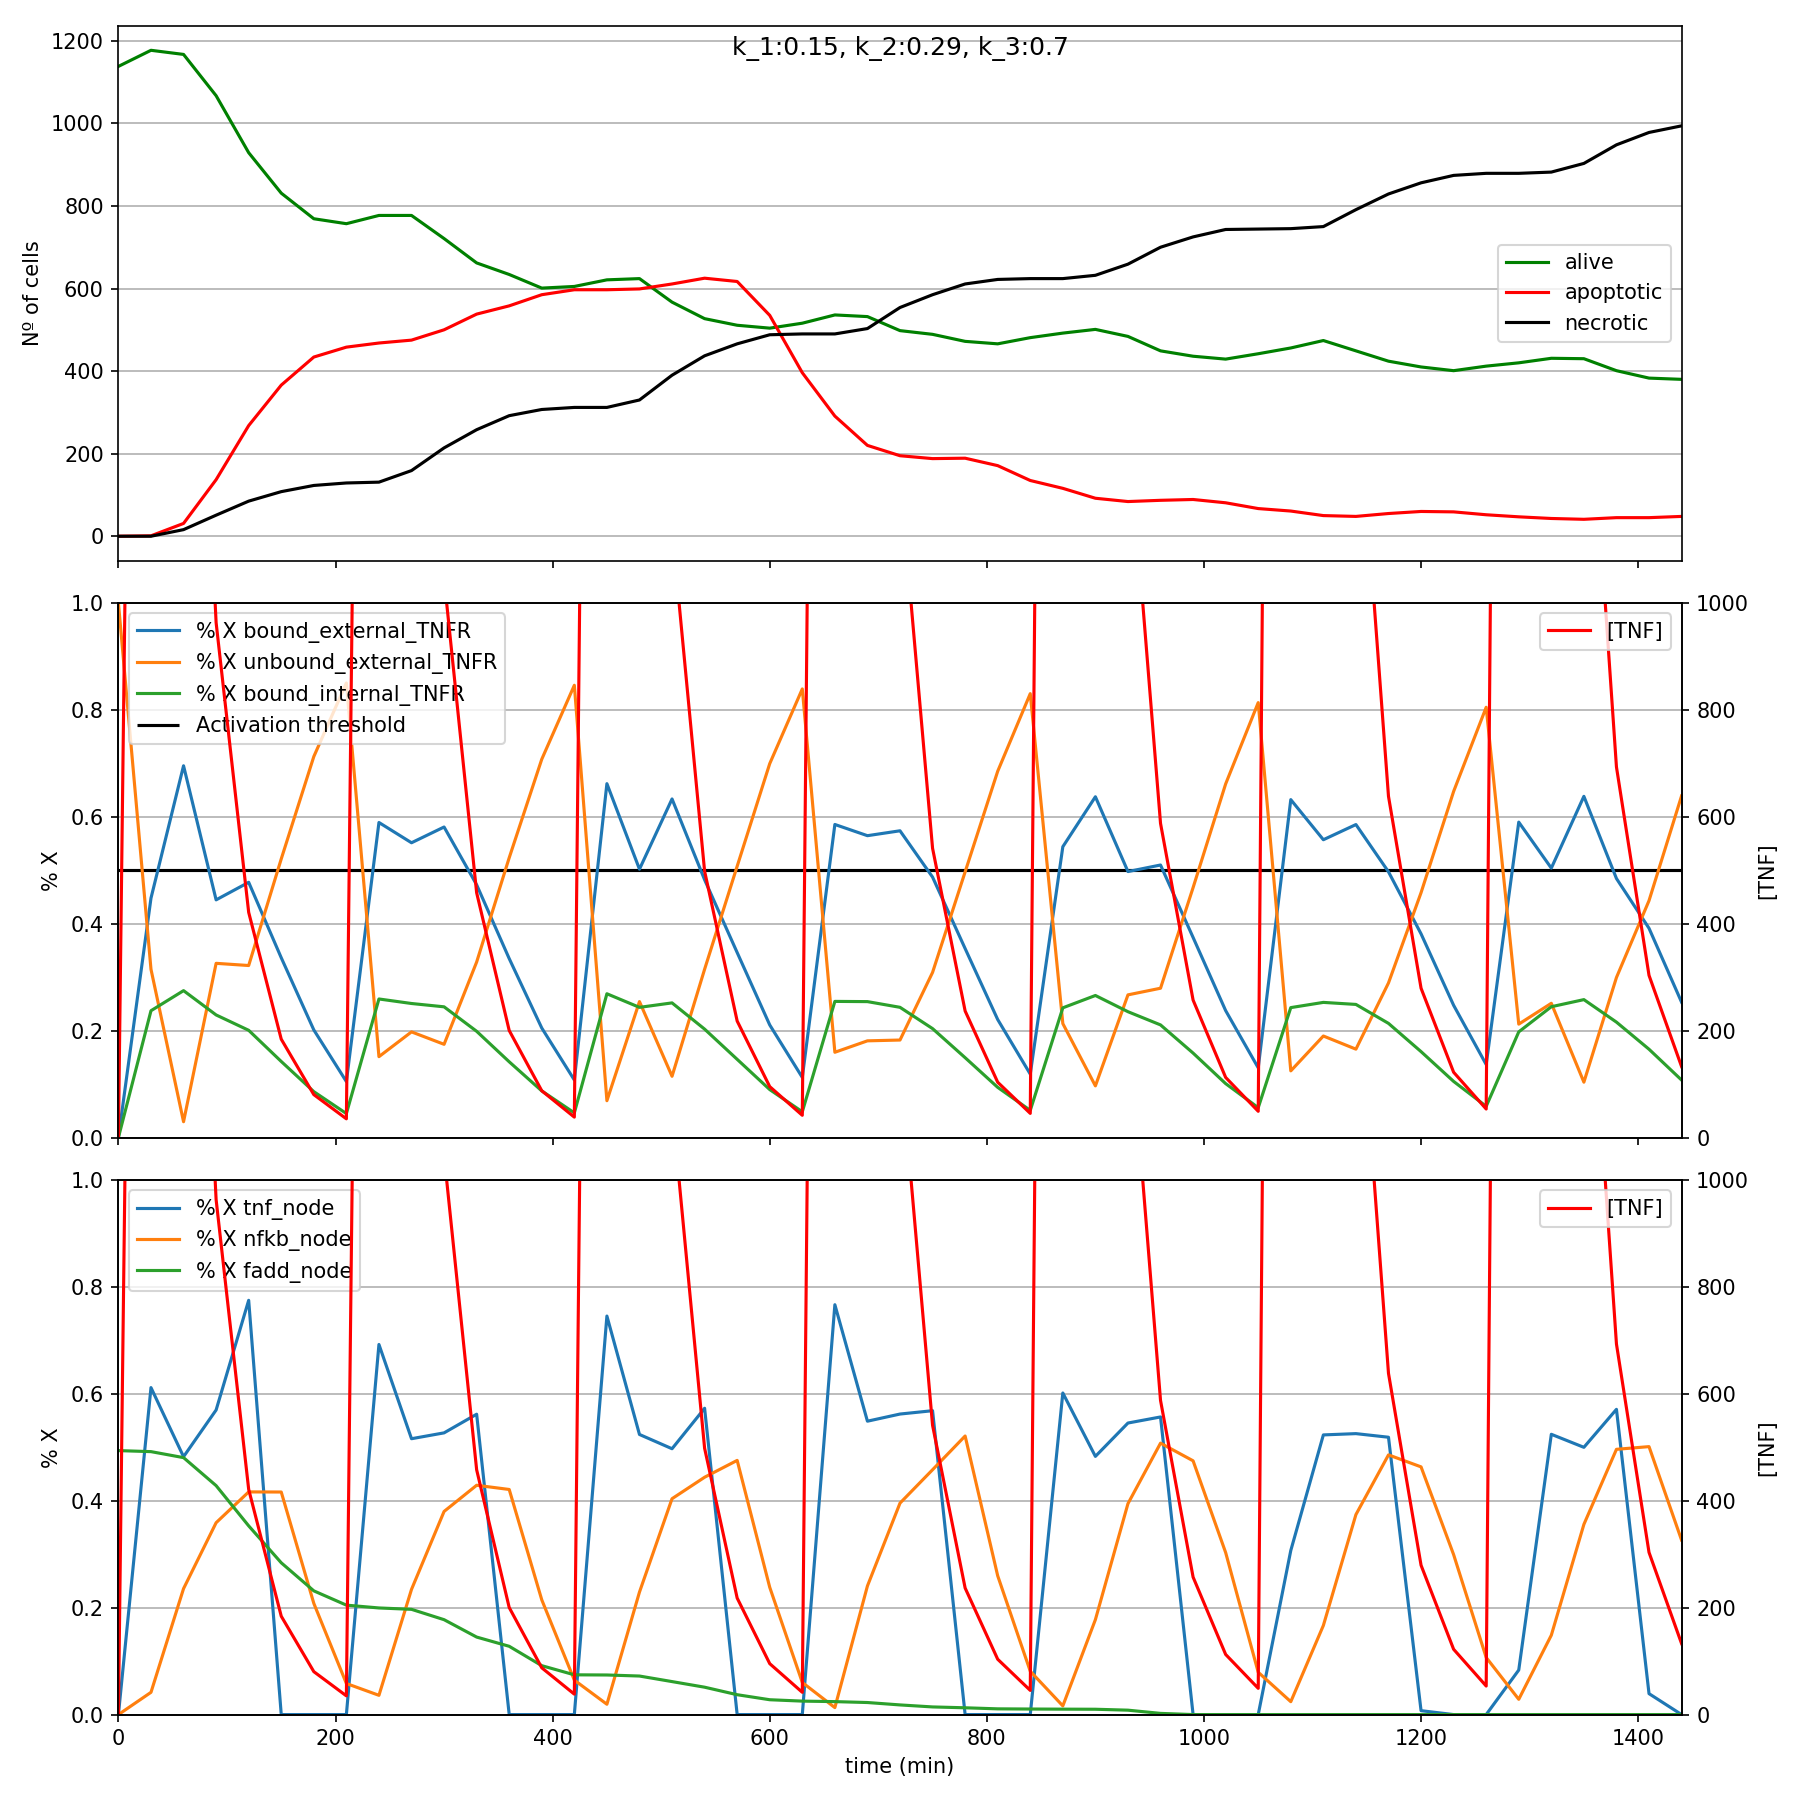 k_1:0.15, k_2:0.29, k_3:0.7
1200
1000
800
600
400
200
0
Nº of cells
alive
apoptotic
necrotic
1.0
0.8
0.6
0.4
0.2
0.0
% X
% X bound_external_TNFR
% X unbound_external_TNFR
% X bound_internal_TNFR
Activation threshold
[TNF]
1000
800
600
400
200
0
[TNF]
1.0
0.8
0.6
0.4
0.2
0.0
% X
% X tnf_node
% X nfkb_node
% X fadd_node
[TNF]
1000
800
600
400
200
0
[TNF]
0 200 400 600 800 1000 1200 1400
time (min)